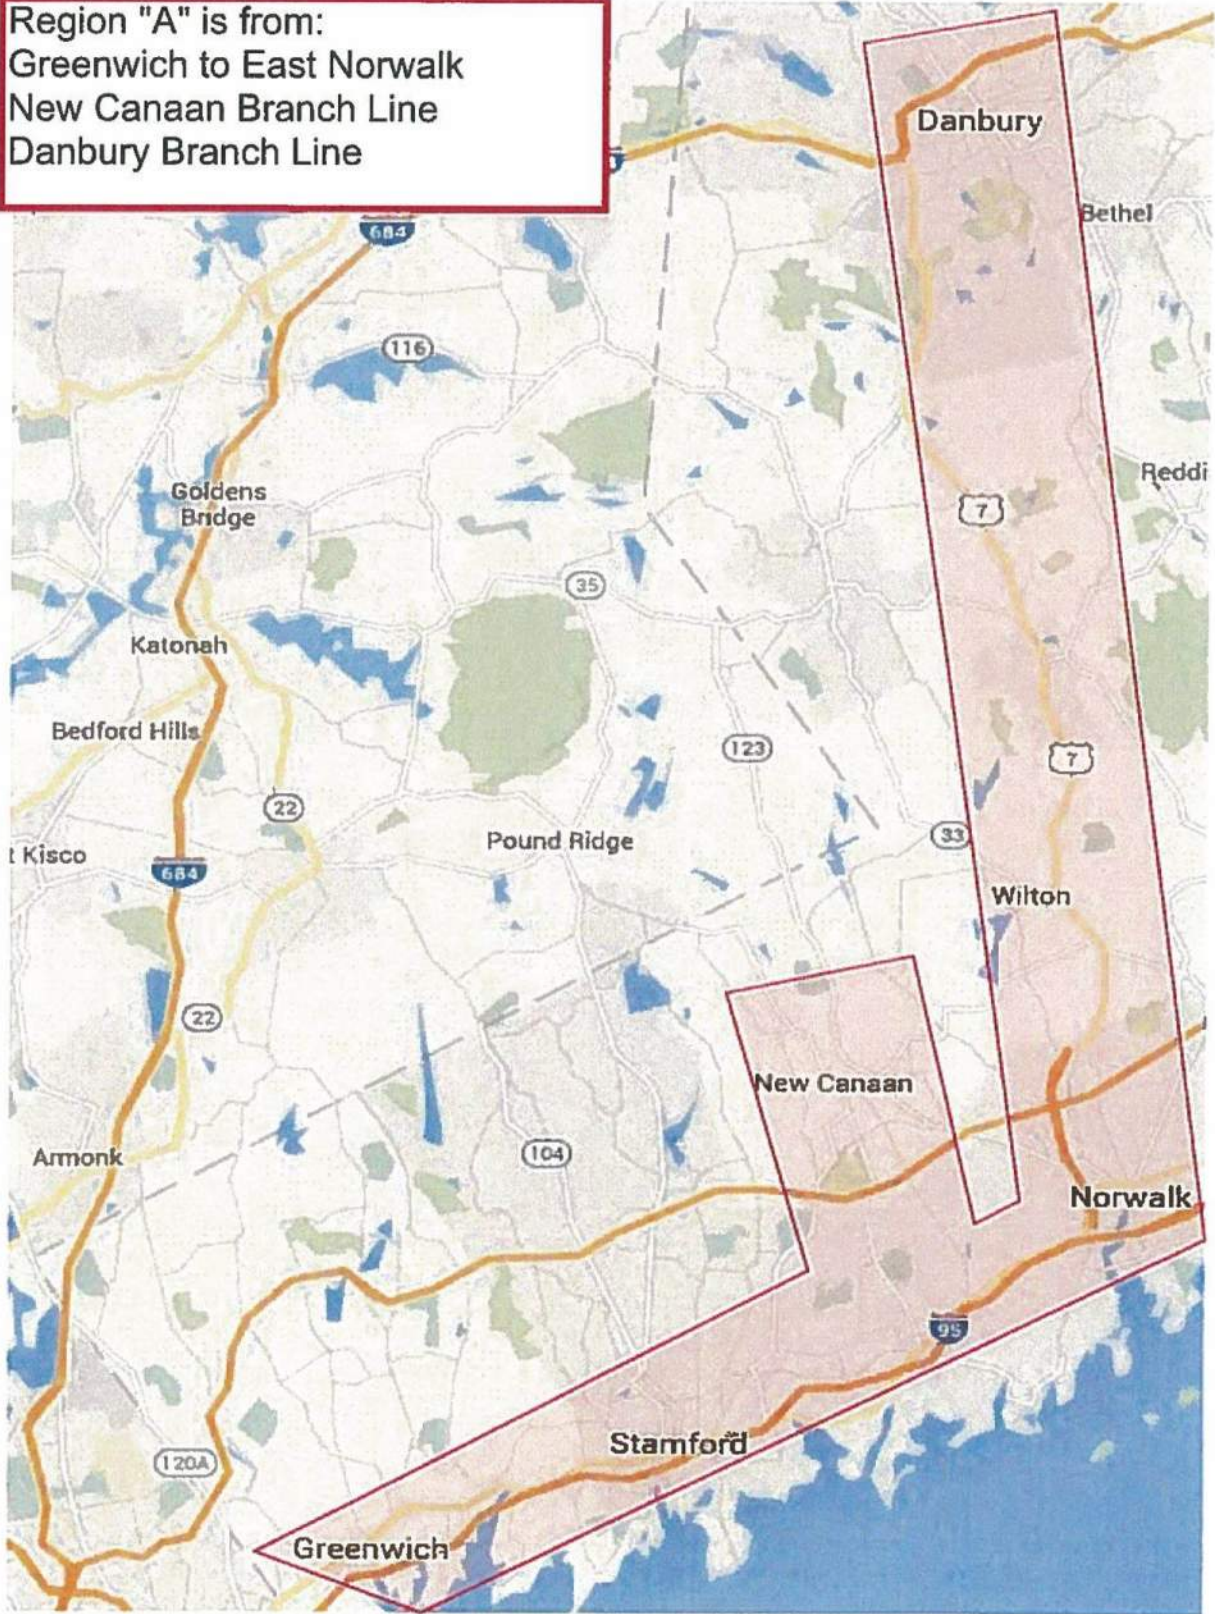 Region "A" is from:
Greenwich to East Norwalk
New Canaan Branch Line
Danbury Branch Line
Danbury
Bethel
684
116
Goldens
Bridge
Reddi
7
35
Katonah
Bedford Hills
123
7
22
Pound Ridge
33
t Kisco
684
Wilton
22
New Canaan
Armonk
104
Norwalk
95
Stamford
120A
Greenwich